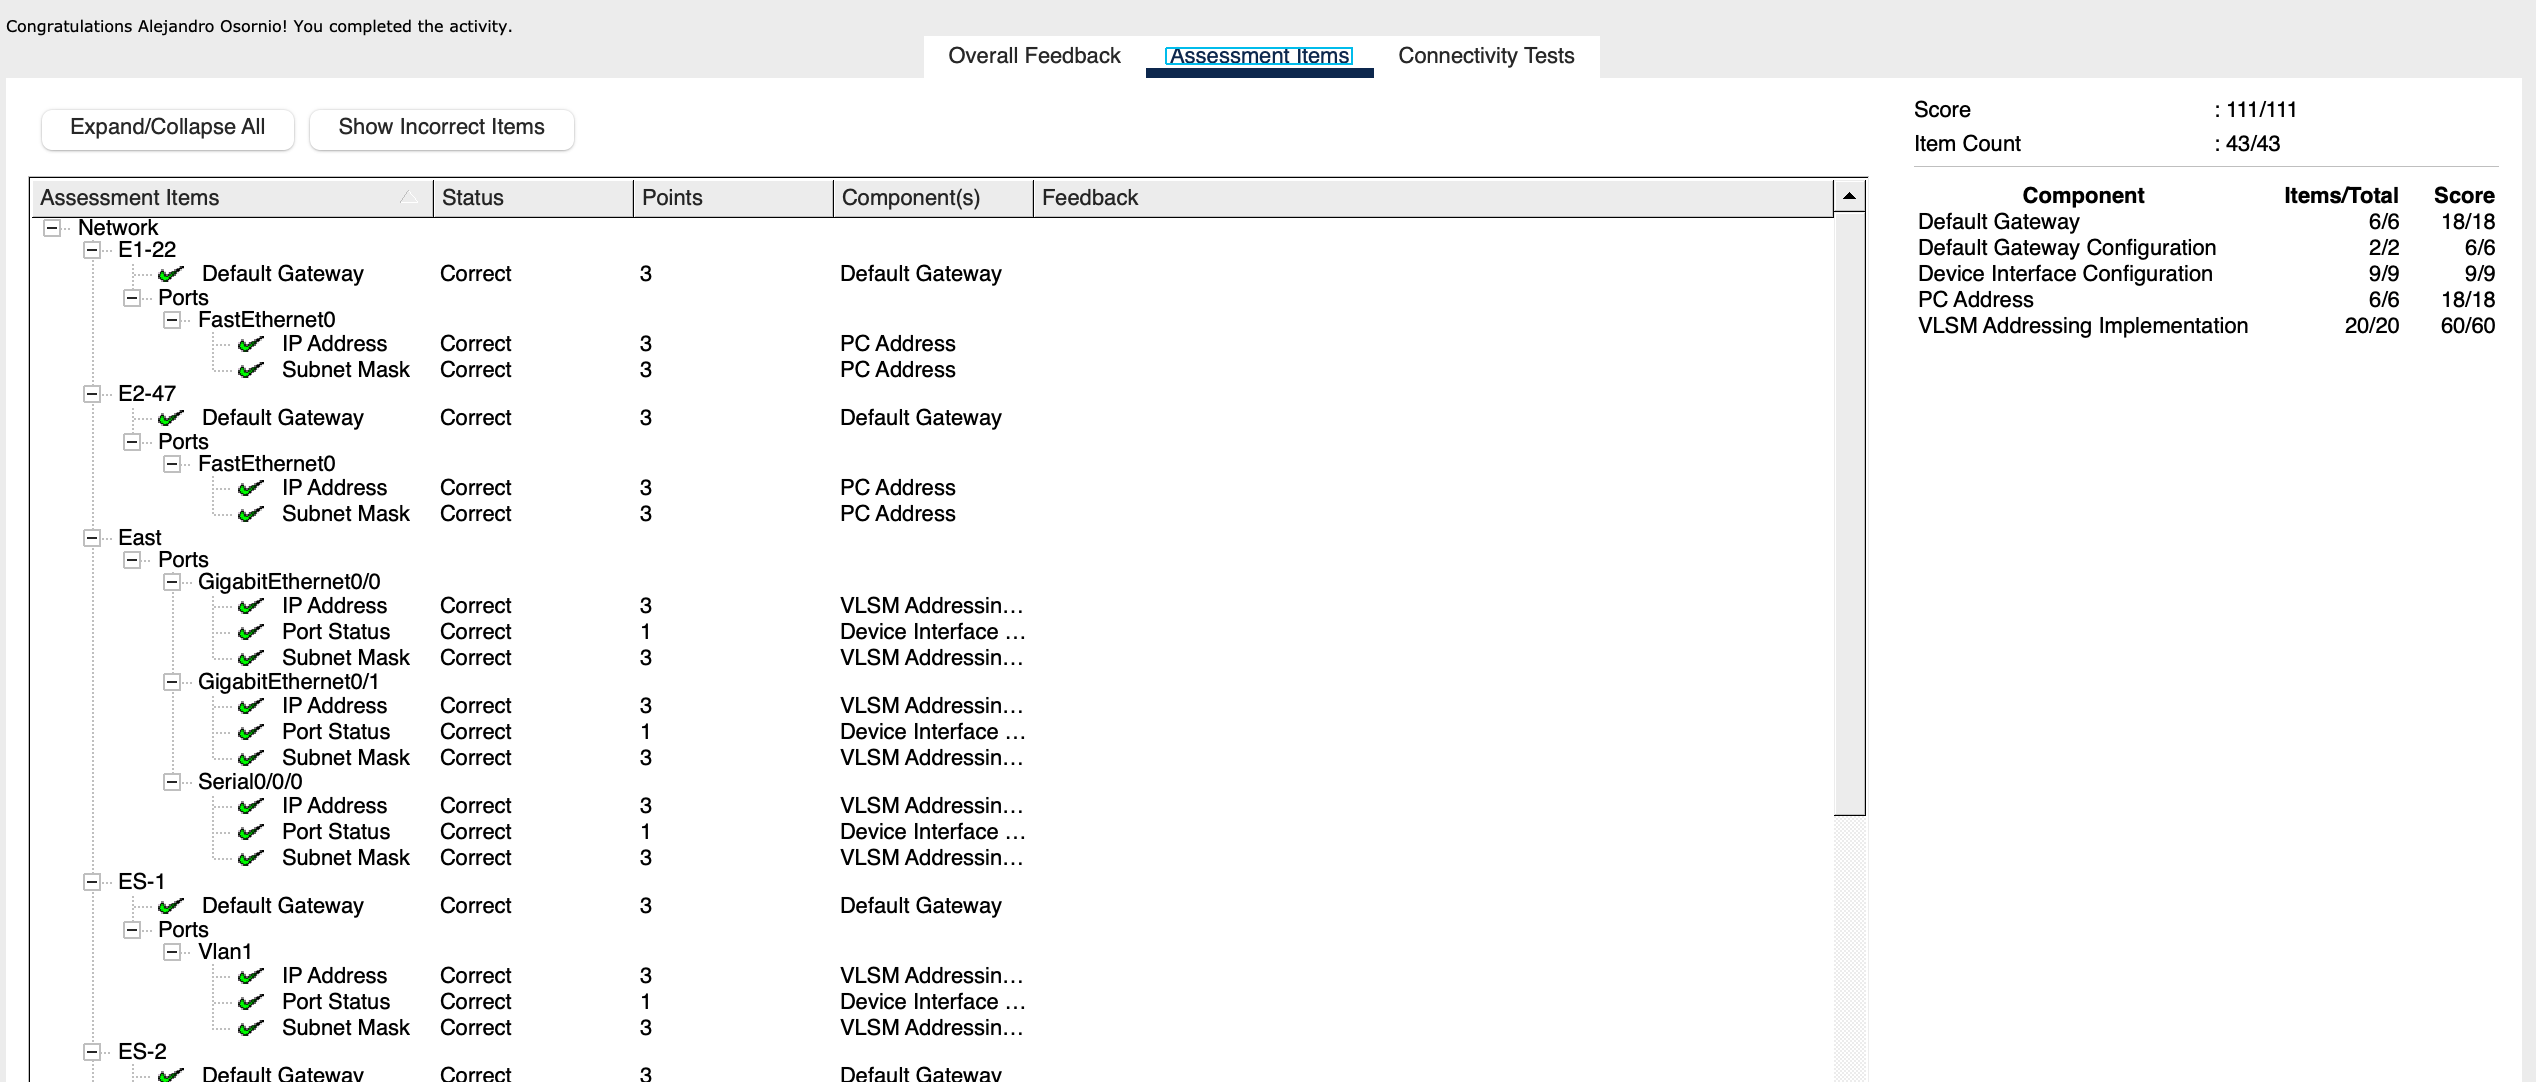 Congratulations Alejandro Osornio! You completed the activity.
Overall Feedback Assessment Items Connectivity Tests
Expand/Collapse All Show Incorrect Items
Assessment Items Status Points Component(s) Feedback
Network
E1-22
Default Gateway Correct 3 Default Gateway
Ports
FastEthernet0
IP Address Correct 3 PC Address
Subnet Mask Correct 3 PC Address
E2-47
Default Gateway Correct 3 Default Gateway
Ports
FastEthernet0
IP Address Correct 3 PC Address
Subnet Mask Correct 3 PC Address
East
Ports
GigabitEthernet0/0
IP Address Correct 3 VLSM Addressin...
Port Status Correct 1 Device Interface ...
Subnet Mask Correct 3 VLSM Addressin...
GigabitEthernet0/1
IP Address Correct 3 VLSM Addressin...
Port Status Correct 1 Device Interface ...
Subnet Mask Correct 3 VLSM Addressin...
Serial0/0/0
IP Address Correct 3 VLSM Addressin...
Port Status Correct 1 Device Interface ...
Subnet Mask Correct 3 VLSM Addressin...
ES-1
Default Gateway Correct 3 Default Gateway
Ports
Vlan1
IP Address Correct 3 VLSM Addressin...
Port Status Correct 1 Device Interface ...
Subnet Mask Correct 3 VLSM Addressin...
ES-2
Default Gateway Correct 3 Default Gateway
Score : 111/111
Item Count : 43/43
Component Items/Total Score
Default Gateway 6/6 18/18
Default Gateway Configuration 2/2 6/6
Device Interface Configuration 9/9 9/9
PC Address 6/6 18/18
VLSM Addressing Implementation 20/20 60/60